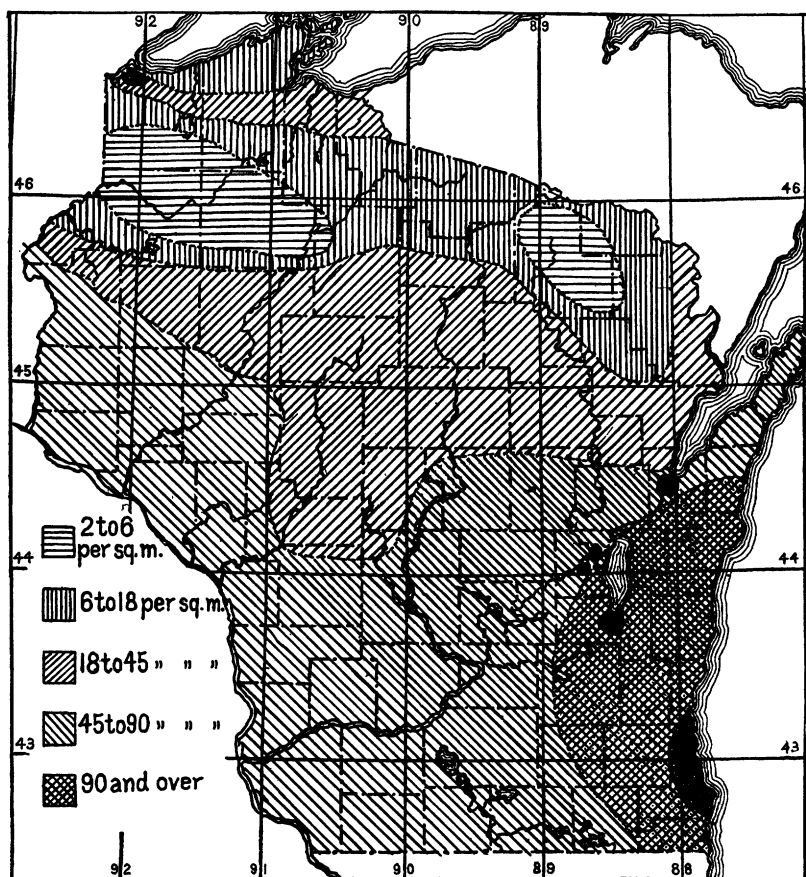 92 90 89
46 46
45
2 to 6
per sq.m.
44 44
6 to 18 per sq.m.
18 to 45 " " "
45 to 90 " " "
43 43
90 and over
92 91 90 89 88